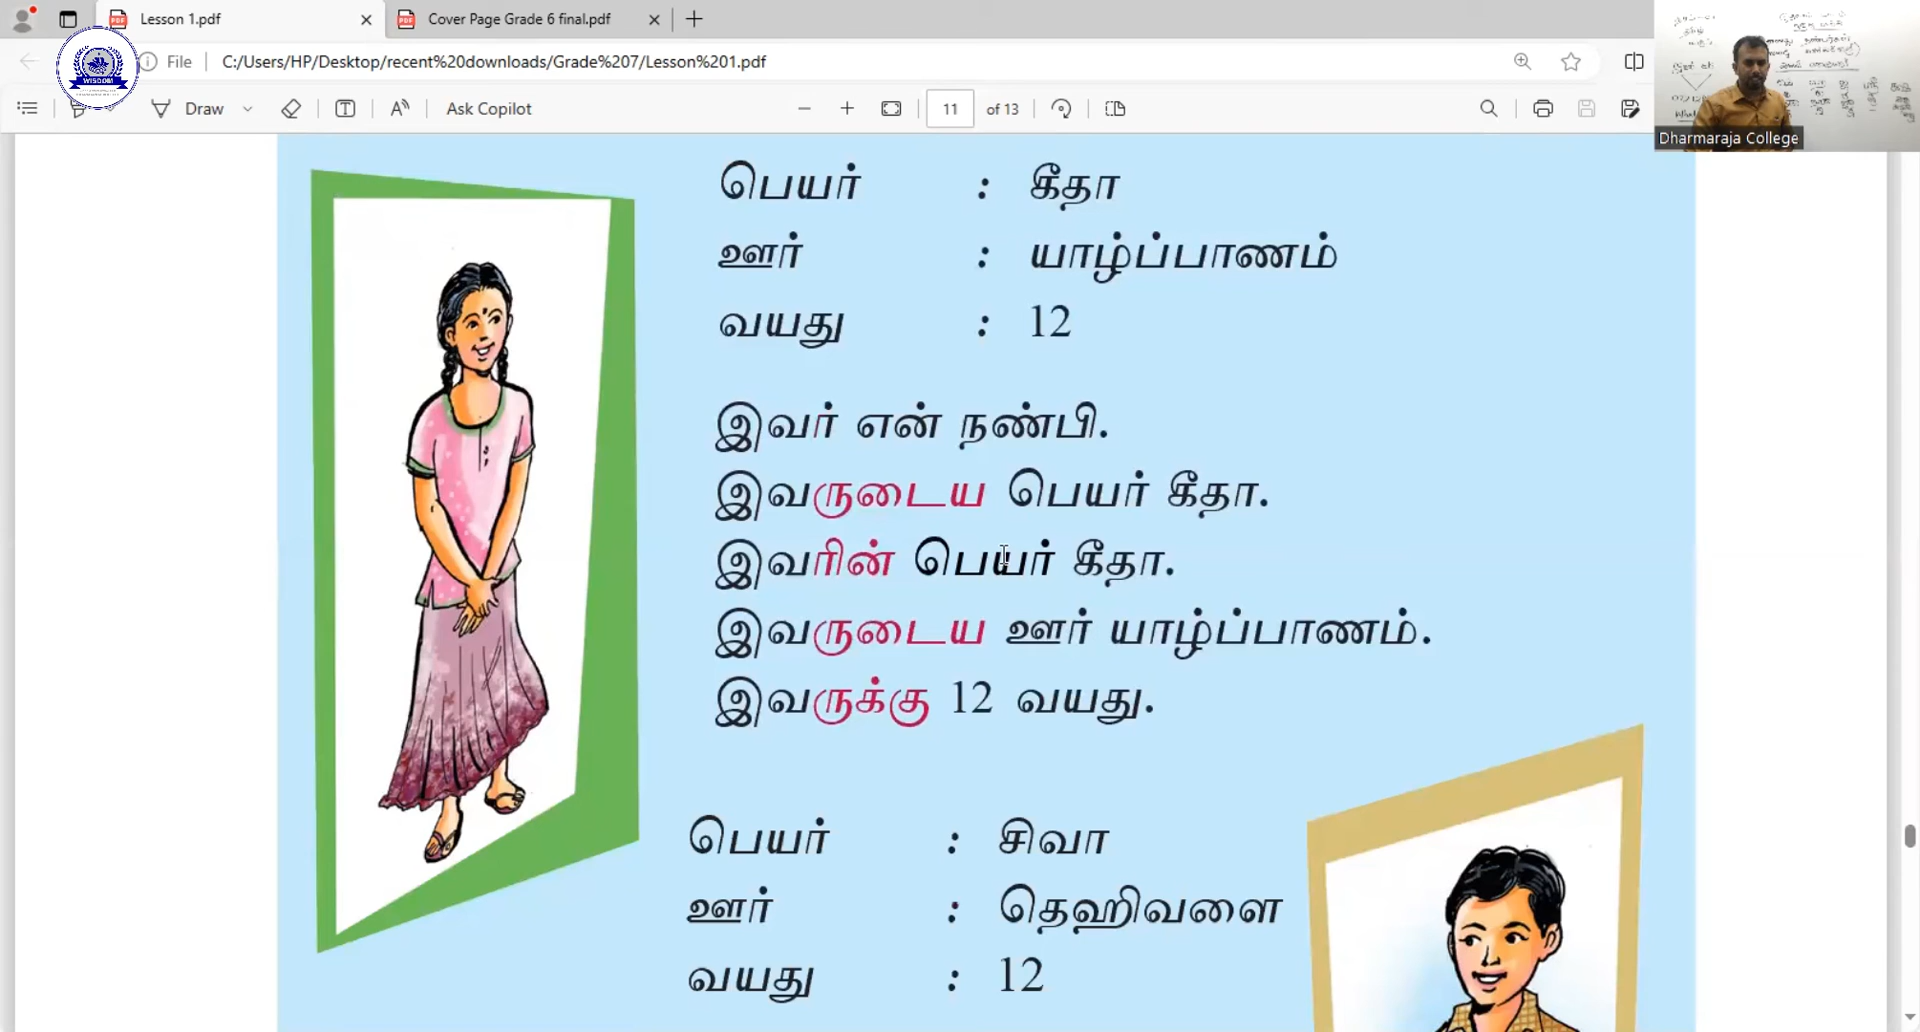 Lesson 1.pdf
Cover Page Grade 6 final.pdf
File C:/Users/HP/Desktop/recent%20downloads/Grade%207/Lesson%201.pdf
WISDOM
Draw Ask Copilot 11 of 13
Dharmaraja College
பெயர் : கீதா
ஊர் : யாழ்ப்பாணம்
வயது : 12
இவர் என் நண்பி.
இவருடைய பெயர் கீதா.
இவரின் பெயர் கீதா.
இவருடைய ஊர் யாழ்ப்பாணம்.
இவருக்கு 12 வயது.
பெயர் : சிவா
ஊர் : தெஹிவளை
வயது : 12